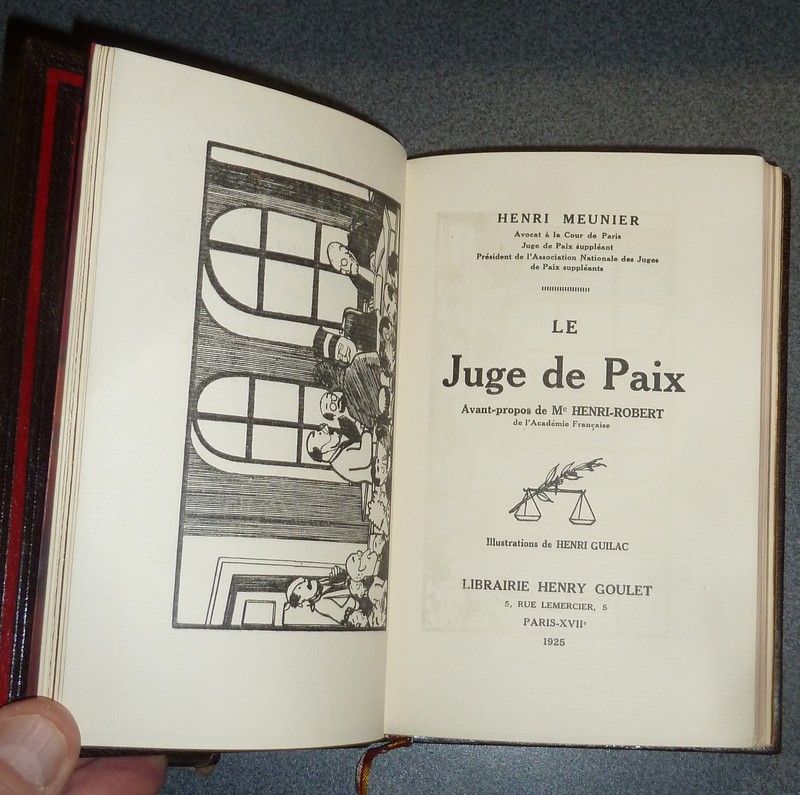 HENRI MEUNIER
Avocat à la Cour de Paris
Juge de Paix suppléant
Président de l'Association Nationale des Juges
de Paix suppléants
LE
Juge de Paix
Avant-propos de Mᵉ HENRI-ROBERT
de l'Académie Française
Illustrations de HENRI GUILAC
LIBRAIRIE HENRY GOULET
5, RUE LEMERCIER, 5
PARIS-XVIIᵉ
1925